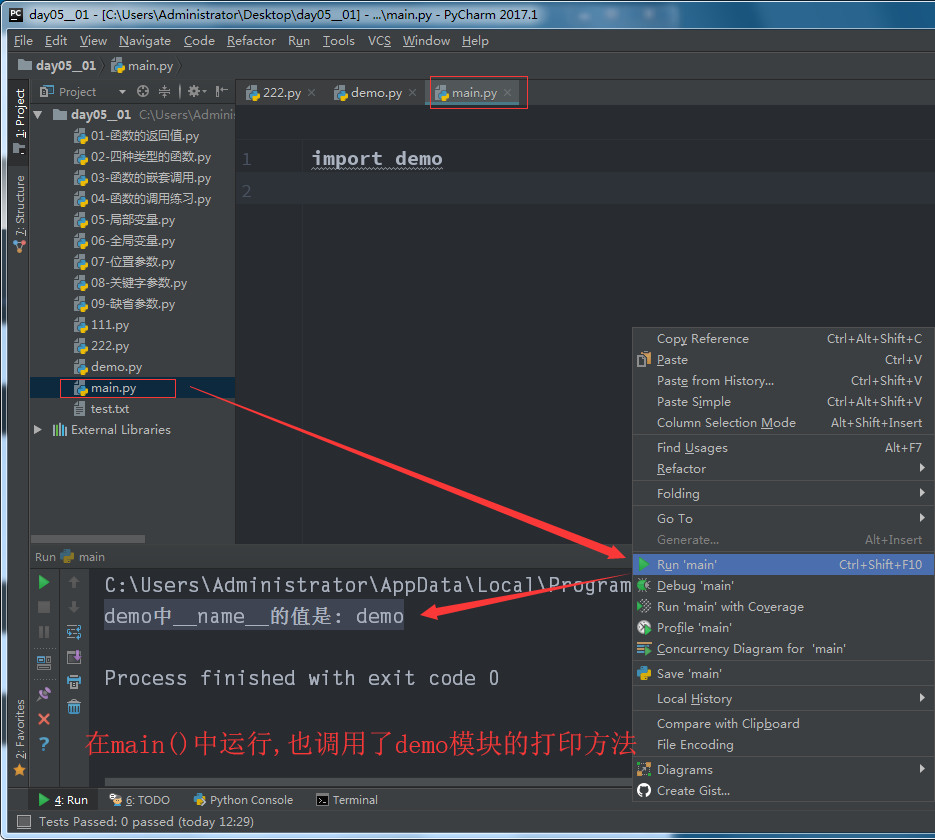 day05__01 - [C:\Users\Administrator\Desktop\day05__01] - ...\main.py - PyCharm 2017.1
File Edit View Navigate Code Refactor Run Tools VCS Window Help
day05__01 main.py
1: Project
7: Structure
2: Favorites
Project
day05__01 C:\Users\Adminis
01-函数的返回值.py
02-四种类型的函数.py
03-函数的嵌套调用.py
04-函数的调用练习.py
05-局部变量.py
06-全局变量.py
07-位置参数.py
08-关键字参数.py
09-缺省参数.py
111.py
222.py
demo.py
main.py
test.txt
External Libraries
222.py demo.py main.py
1 import demo
2
Copy Reference Ctrl+Alt+Shift+C
Paste Ctrl+V
Paste from History... Ctrl+Shift+V
Paste Simple Ctrl+Alt+Shift+V
Column Selection Mode Alt+Shift+Insert
Find Usages Alt+F7
Refactor
Folding
Go To
Generate... Alt+Insert
Run 'main' Ctrl+Shift+F10
Debug 'main'
Run 'main' with Coverage
Profile 'main'
Concurrency Diagram for 'main'
Save 'main'
Local History
Compare with Clipboard
File Encoding
Diagrams
Create Gist...
Run main
C:\Users\Administrator\AppData\Local\Program
demo中__name__的值是: demo
Process finished with exit code 0
在main()中运行,也调用了demo模块的打印方法
4: Run 6: TODO Python Console Terminal
Tests Passed: 0 passed (today 12:29)